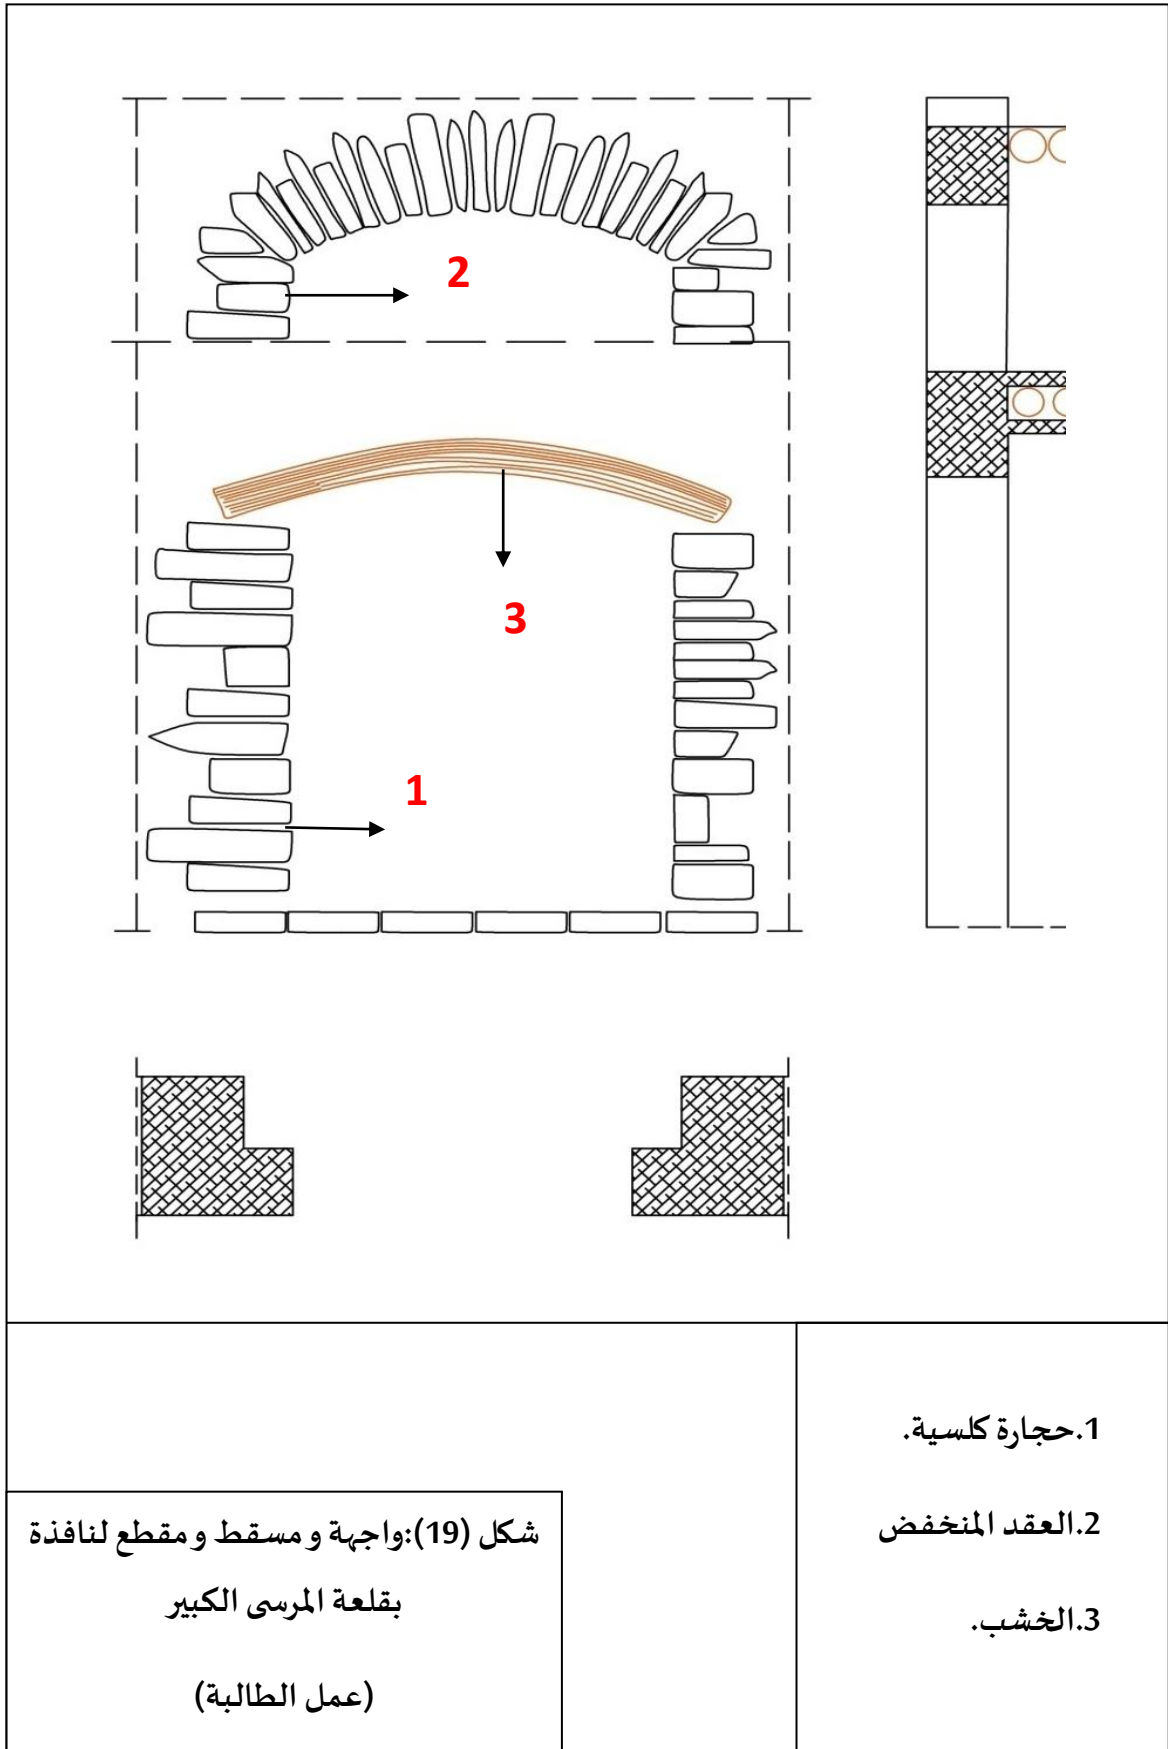 2
3
1
1.حجارة كلسية.
2.العقد المنخفض
3.الخشب.
شكل (19):واجهة و مسقط و مقطع لنافذة
بقلعة المرسى الكبير
(عمل الطالبة)